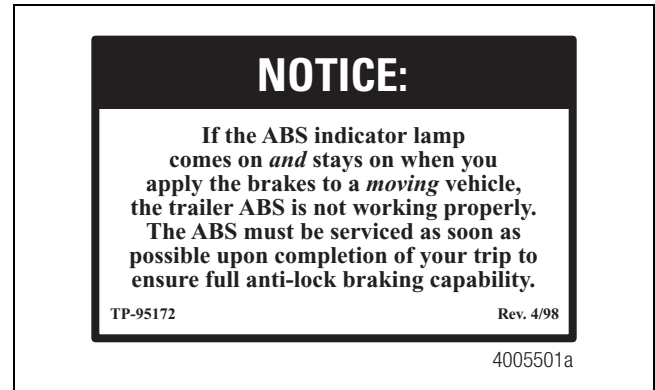 NOTICE:
If the ABS indicator lamp
comes on and stays on when you
apply the brakes to a moving vehicle,
the trailer ABS is not working properly.
The ABS must be serviced as soon as
possible upon completion of your trip to
ensure full anti-lock braking capability.
TP-95172 Rev. 4/98
4005501a